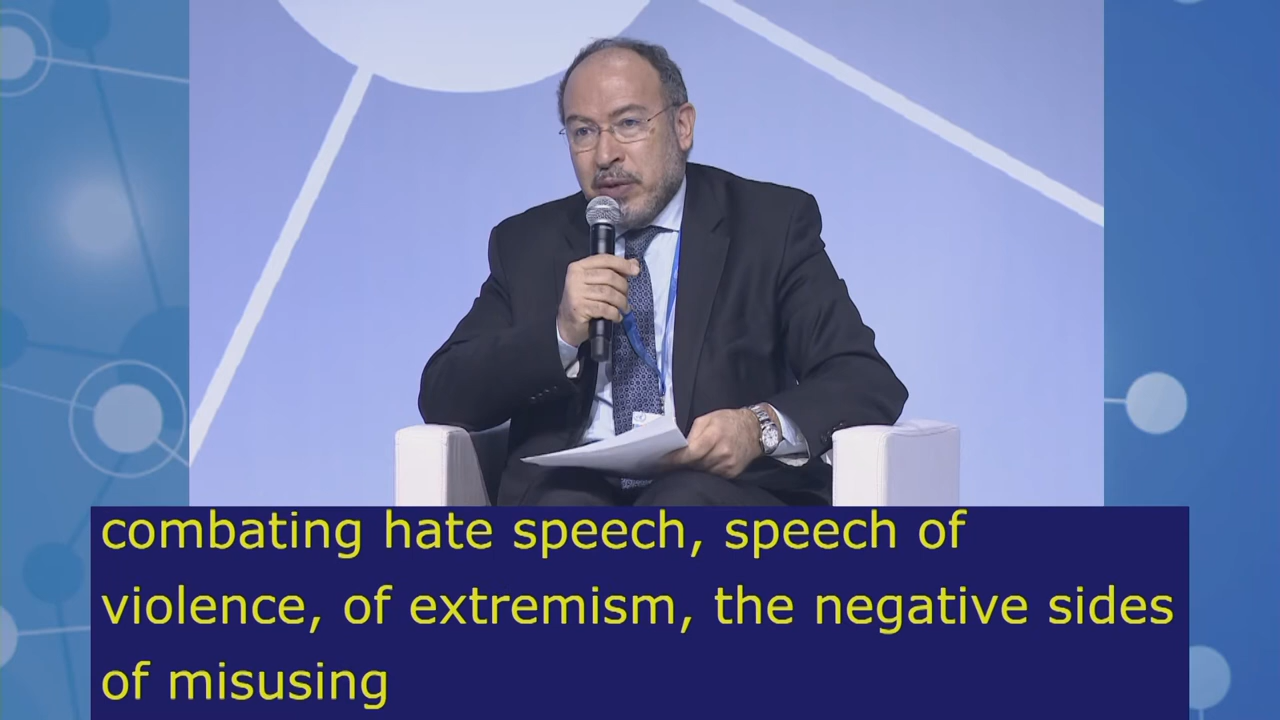 combating hate speech, speech of
violence, of extremism, the negative sides
of misusing